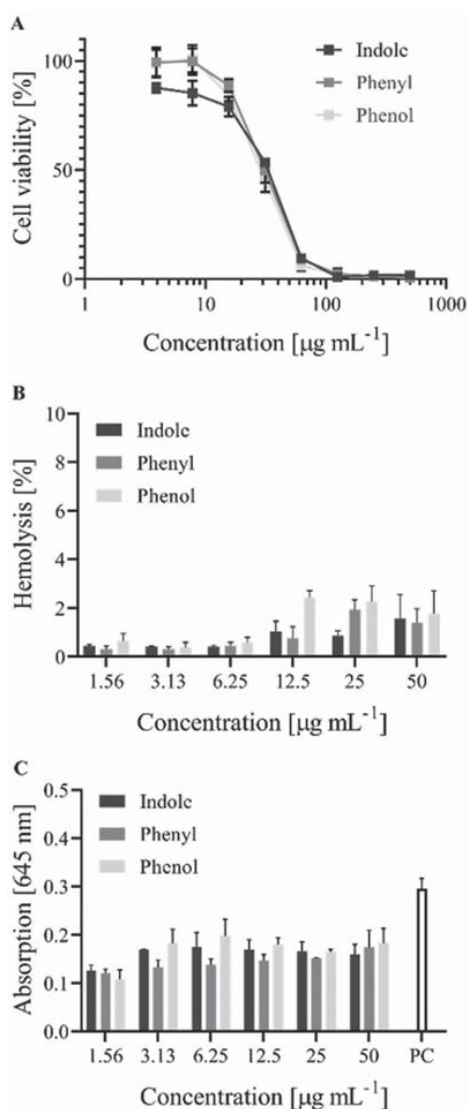 A
Cell viability [%]
100
50
0
Indole
Phenyl
Phenol
1
10
100
1000
Concentration [µg mL⁻¹]
B
Hemolysis [%]
10
8
6
4
2
0
Indole
Phenyl
Phenol
1.56 3.13 6.25 12.5 25 50
Concentration [µg mL⁻¹]
C
Absorption [645 nm]
0.5
0.4
0.3
0.2
0.1
0.0
Indole
Phenyl
Phenol
1.56 3.13 6.25 12.5 25 50 PC
Concentration [µg mL⁻¹]